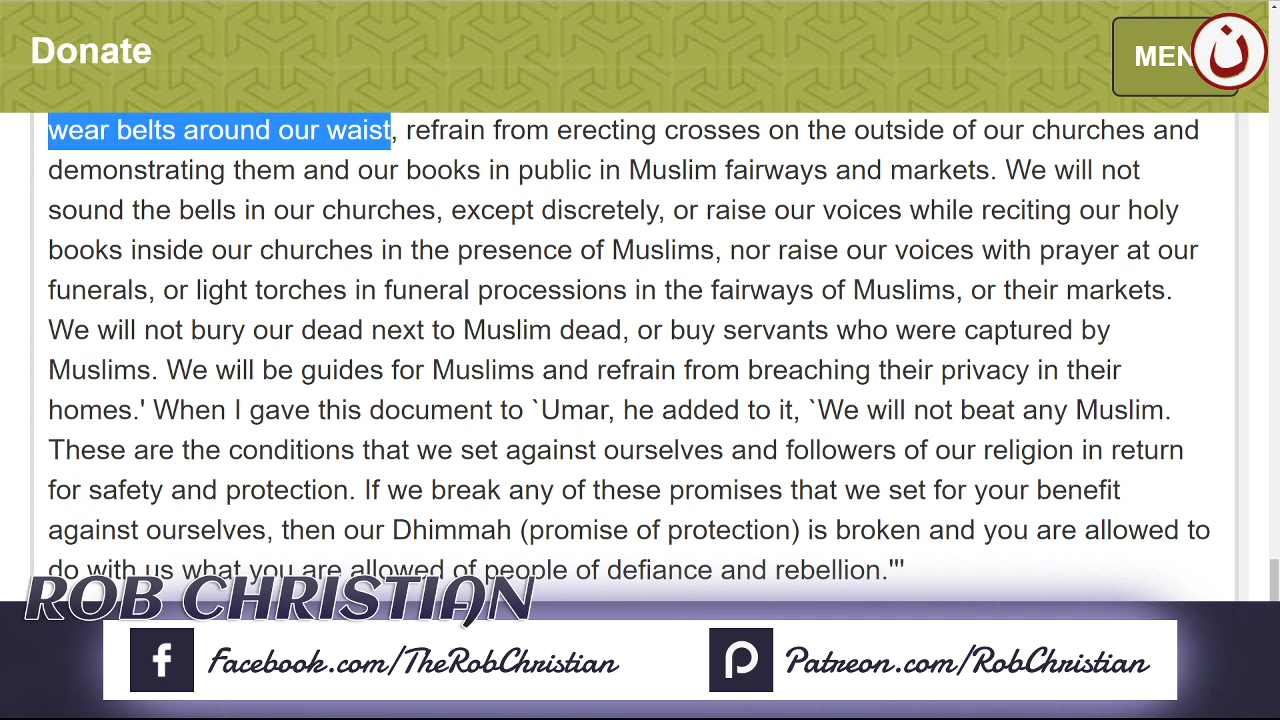 Donate
MEN
ن
wear belts around our waist, refrain from erecting crosses on the outside of our churches and
demonstrating them and our books in public in Muslim fairways and markets. We will not
sound the bells in our churches, except discretely, or raise our voices while reciting our holy
books inside our churches in the presence of Muslims, nor raise our voices with prayer at our
funerals, or light torches in funeral processions in the fairways of Muslims, or their markets.
We will not bury our dead next to Muslim dead, or buy servants who were captured by
Muslims. We will be guides for Muslims and refrain from breaching their privacy in their
homes.' When I gave this document to `Umar, he added to it, `We will not beat any Muslim.
These are the conditions that we set against ourselves and followers of our religion in return
for safety and protection. If we break any of these promises that we set for your benefit
against ourselves, then our Dhimmah (promise of protection) is broken and you are allowed to
do with us what you are allowed of people of defiance and rebellion.'"
ROB CHRISTIAN
Facebook.com/TheRobChristian
Patreon.com/RobChristian